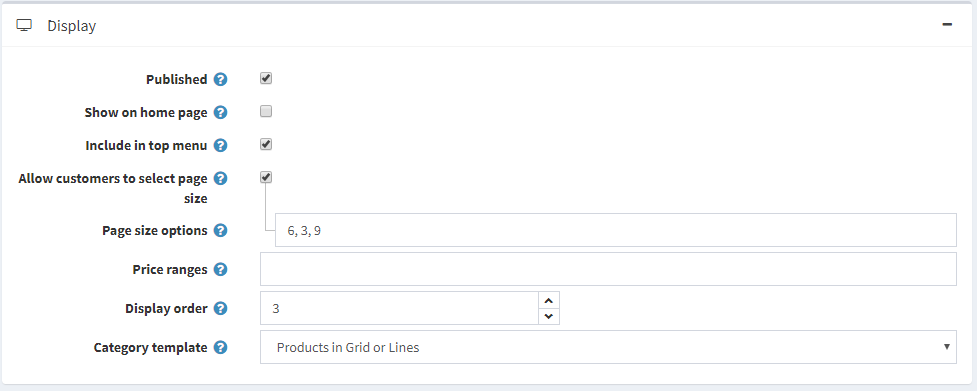 Display
Published ?
Show on home page ?
Include in top menu ?
Allow customers to select page ?
size
Page size options ? 6, 3, 9
Price ranges ?
Display order ? 3
Category template ? Products in Grid or Lines